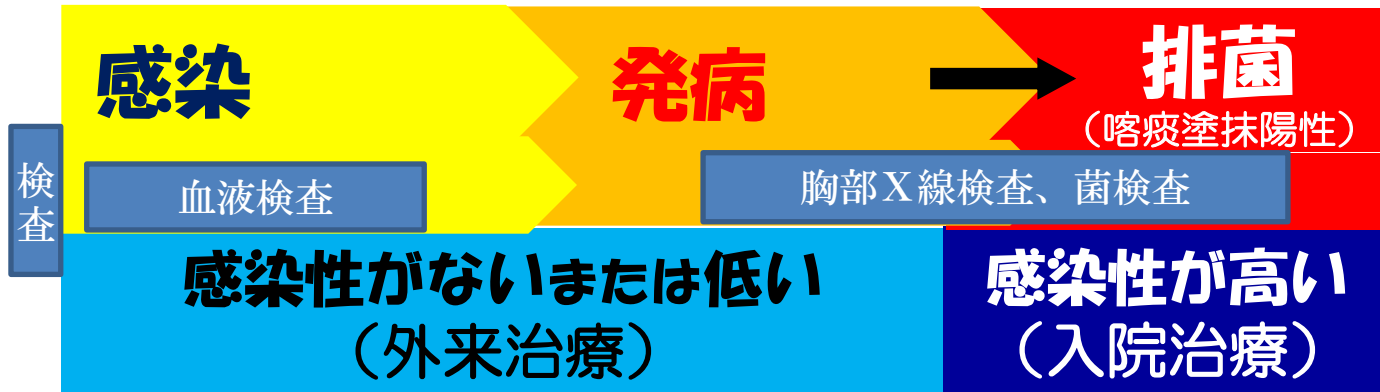 感染
発病
排菌
（喀痰塗抹陽性）
検査
血液検査
胸部Ｘ線検査、菌検査
感染性がないまたは低い
（外来治療）
感染性が高い
（入院治療）